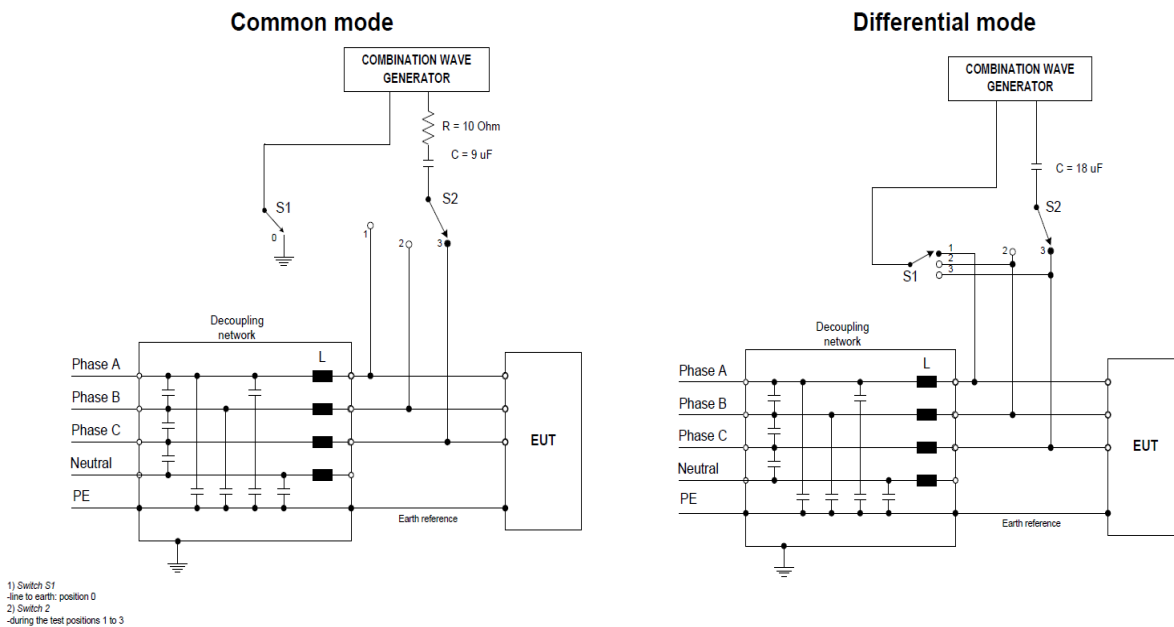 Common mode
COMBINATION WAVE
GENERATOR
R = 10 Ohm
C = 9 uF
S1
0
S2
1
2
3
Decoupling
network
L
Phase A
Phase B
Phase C
Neutral
PE
EUT
Earth reference
1) Switch S1
-line to earth: position 0
2) Switch 2
-during the test positions 1 to 3
Differential mode
COMBINATION WAVE
GENERATOR
C = 18 uF
S2
1
2
3
S1
2
3
Decoupling
network
L
Phase A
Phase B
Phase C
Neutral
PE
EUT
Earth reference